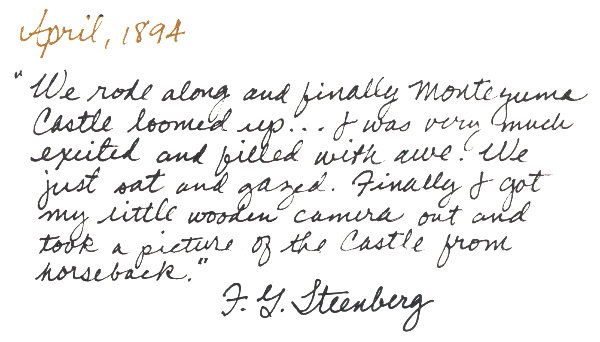 April, 1894
"We rode along and finally Montezuma
Castle loomed up... I was very much
excited and filled with awe. We
just sat and gazed. Finally I got
my little wooden camera out and
took a picture of the Castle from
horseback."
F. G. Steenberg